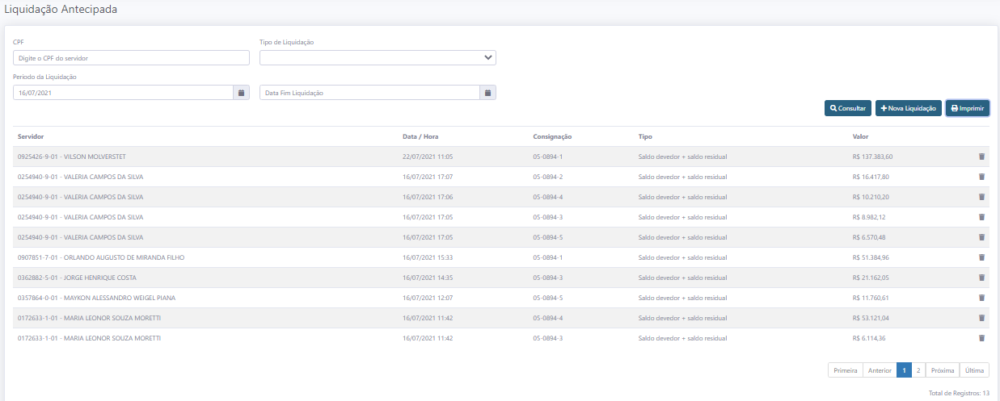 Liquidação Antecipada
CPF Tipo de Liquidação
Digite o CPF do servidor
Período da Liquidação
16/07/2021 Data Fim Liquidação
Consultar Nova Liquidação Imprimir
Servidor Data / Hora Consignação Tipo Valor
0925426-9-01 - VILSON MOLVERSTET 22/07/2021 11:05 05-0894-1 Saldo devedor + saldo residual R$ 137.383,60
0254940-9-01 - VALERIA CAMPOS DA SILVA 16/07/2021 17:07 05-0894-2 Saldo devedor + saldo residual R$ 16.417,80
0254940-9-01 - VALERIA CAMPOS DA SILVA 16/07/2021 17:06 05-0894-4 Saldo devedor + saldo residual R$ 10.210,20
0254940-9-01 - VALERIA CAMPOS DA SILVA 16/07/2021 17:05 05-0894-3 Saldo devedor + saldo residual R$ 8.982,12
0254940-9-01 - VALERIA CAMPOS DA SILVA 16/07/2021 17:05 05-0894-5 Saldo devedor + saldo residual R$ 6.570,48
0907851-7-01 - ORLANDO AUGUSTO DE MIRANDA FILHO 16/07/2021 15:33 05-0894-1 Saldo devedor + saldo residual R$ 51.384,96
0362882-5-01 - JORGE HENRIQUE COSTA 16/07/2021 14:35 05-0894-3 Saldo devedor + saldo residual R$ 21.162,05
0357864-0-01 - MAYKON ALESSANDRO WEIGEL PIANA 16/07/2021 12:07 05-0894-5 Saldo devedor + saldo residual R$ 11.760,61
0172633-1-01 - MARIA LEONOR SOUZA MORETTI 16/07/2021 11:42 05-0894-4 Saldo devedor + saldo residual R$ 53.121,04
0172633-1-01 - MARIA LEONOR SOUZA MORETTI 16/07/2021 11:42 05-0894-3 Saldo devedor + saldo residual R$ 6.114,36
Primeira Anterior 1 2 Próxima Última
Total de Registros: 13